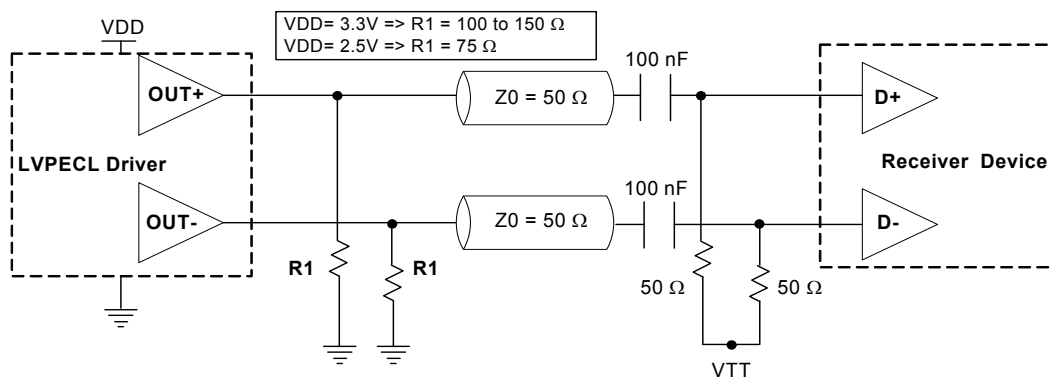 VDD
VDD= 3.3V => R1 = 100 to 150 Ω
VDD= 2.5V => R1 = 75 Ω
100 nF
OUT+
Z0 = 50 Ω
D+
LVPECL Driver
Receiver Device
100 nF
OUT-
Z0 = 50 Ω
D-
R1
R1
50 Ω
50 Ω
VTT